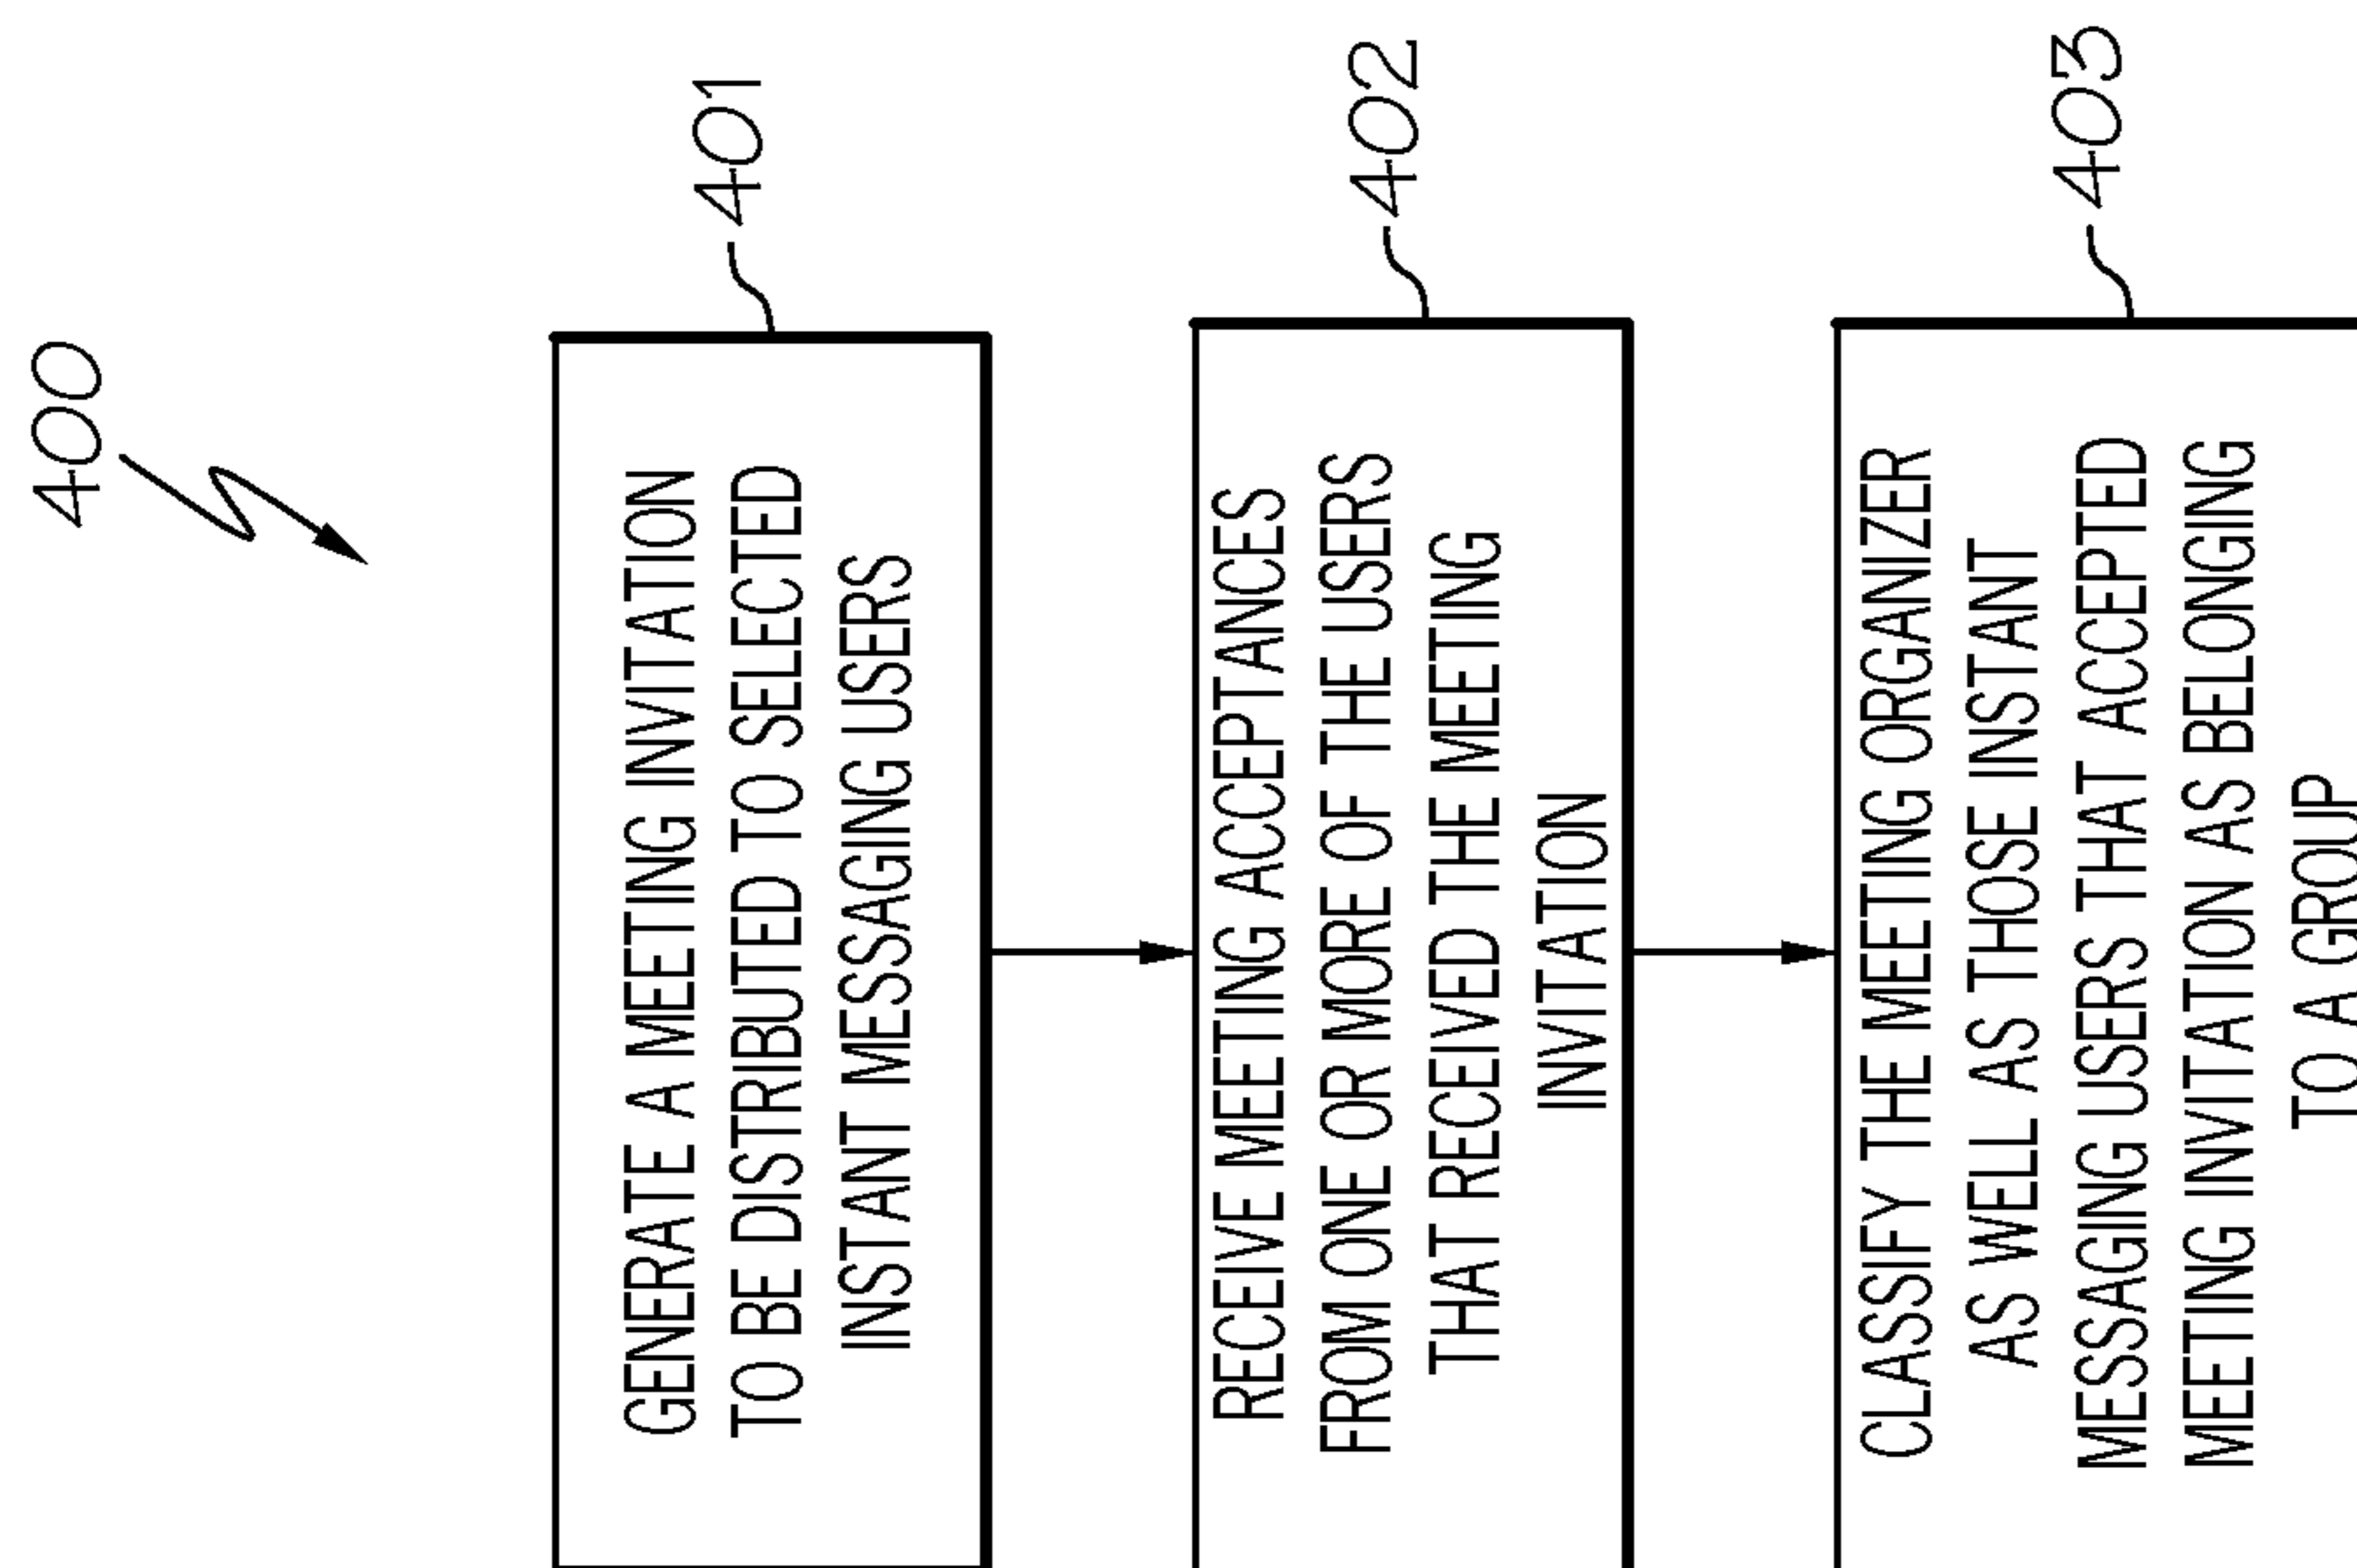 400
401
GENERATE A MEETING INVITATION
TO BE DISTRIBUTED TO SELECTED
INSTANT MESSAGING USERS
402
RECEIVE MEETING ACCEPTANCES
FROM ONE OR MORE OF THE USERS
THAT RECEIVED THE MEETING
INVITATION
403
CLASSIFY THE MEETING ORGANIZER
AS WELL AS THOSE INSTANT
MESSAGING USERS THAT ACCEPTED
MEETING INVITATION AS BELONGING
TO A GROUP